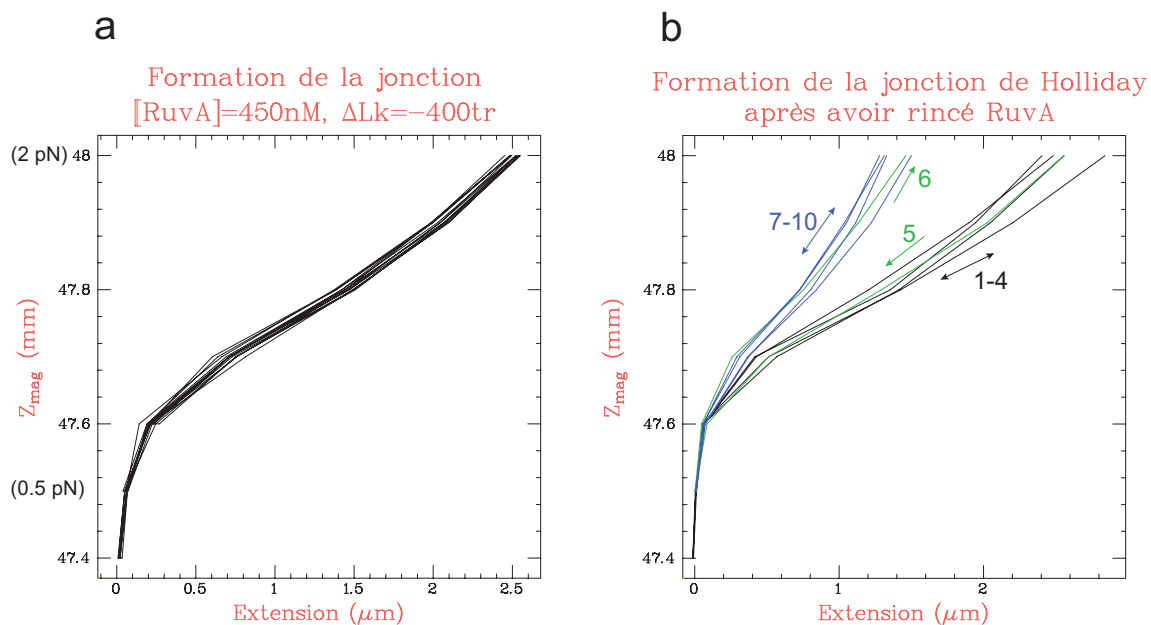 a
Formation de la jonction
[RuvA]=450nM, ΔLk=−400tr
(2 pN)
48
47.8
47.6
(0.5 pN)
47.4
Zmag (mm)
0
0.5
1
1.5
2
2.5
Extension (μm)
b
Formation de la jonction de Holliday
après avoir rincé RuvA
48
47.8
47.6
47.4
Zmag (mm)
7-10
6
5
1-4
0
1
2
Extension (μm)